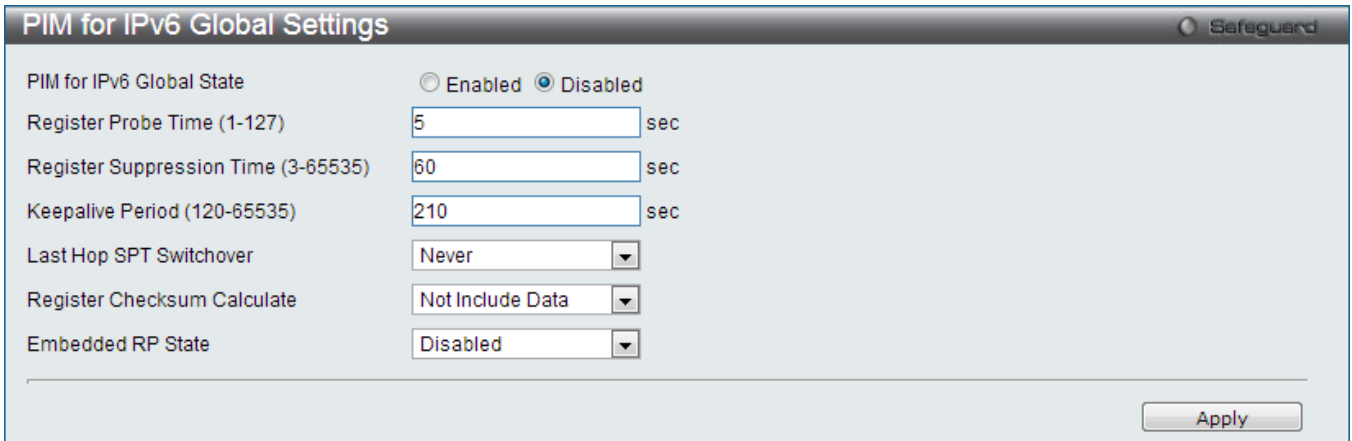 PIM for IPv6 Global Settings
Safeguard
PIM for IPv6 Global State Enabled Disabled
Register Probe Time (1-127) 5 sec
Register Suppression Time (3-65535) 60 sec
Keepalive Period (120-65535) 210 sec
Last Hop SPT Switchover Never
Register Checksum Calculate Not Include Data
Embedded RP State Disabled
Apply